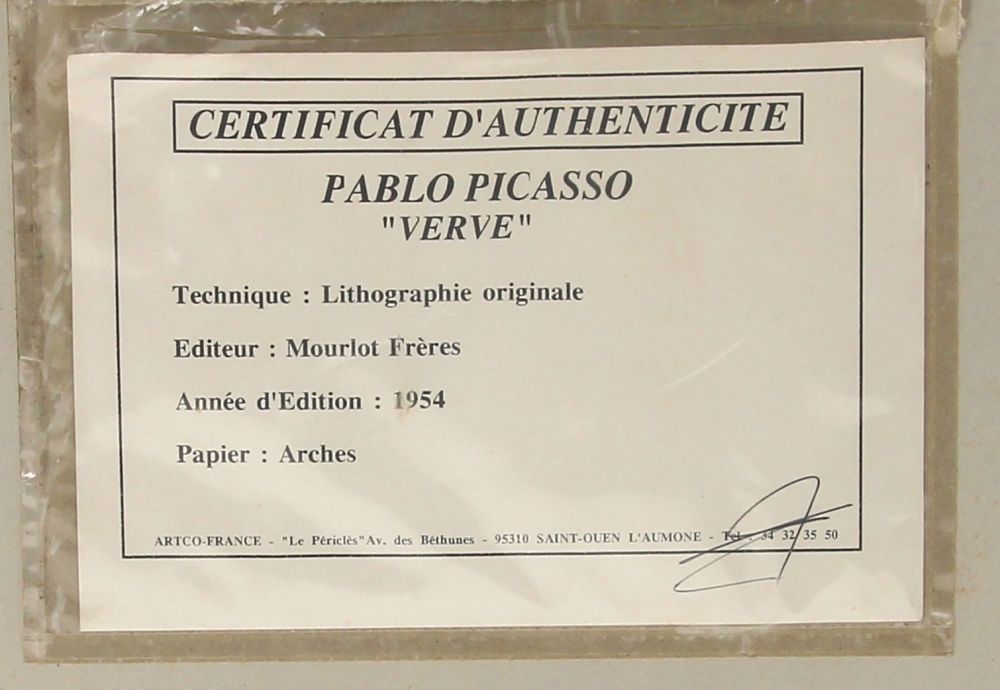 CERTIFICAT D'AUTHENTICITE
PABLO PICASSO
"VERVE"
Technique : Lithographie originale
Editeur : Mourlot Frères
Année d'Edition : 1954
Papier : Arches
ARTCO-FRANCE - "Le Périclès" Av. des Béthunes - 95310 SAINT-OUEN L'AUMONE - Tel : 34 32 35 50